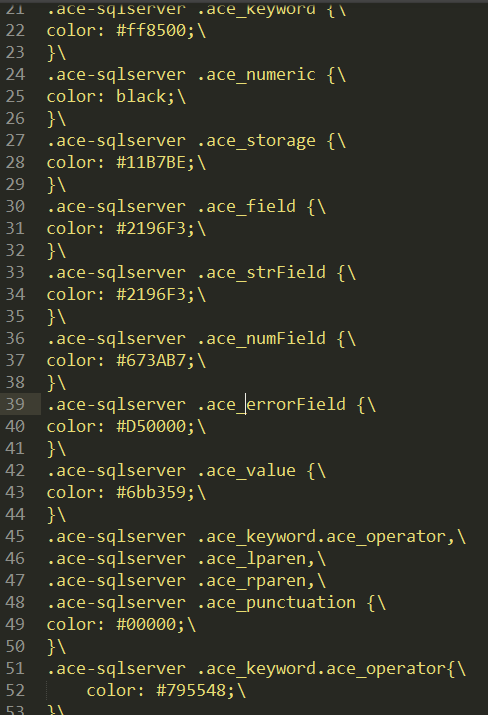 21 .ace-sqlserver .ace_keyword {\
22 color: #ff8500;\
23 }\
24 .ace-sqlserver .ace_numeric {\
25 color: black;\
26 }\
27 .ace-sqlserver .ace_storage {\
28 color: #11B7BE;\
29 }\
30 .ace-sqlserver .ace_field {\
31 color: #2196F3;\
32 }\
33 .ace-sqlserver .ace_strField {\
34 color: #2196F3;\
35 }\
36 .ace-sqlserver .ace_numField {\
37 color: #673AB7;\
38 }\
39 .ace-sqlserver .ace_errorField {\
40 color: #D50000;\
41 }\
42 .ace-sqlserver .ace_value {\
43 color: #6bb359;\
44 }\
45 .ace-sqlserver .ace_keyword.ace_operator,\
46 .ace-sqlserver .ace_lparen,\
47 .ace-sqlserver .ace_rparen,\
48 .ace-sqlserver .ace_punctuation {\
49 color: #00000;\
50 }\
51 .ace-sqlserver .ace_keyword.ace_operator{\
52     color: #795548;\
53 }\